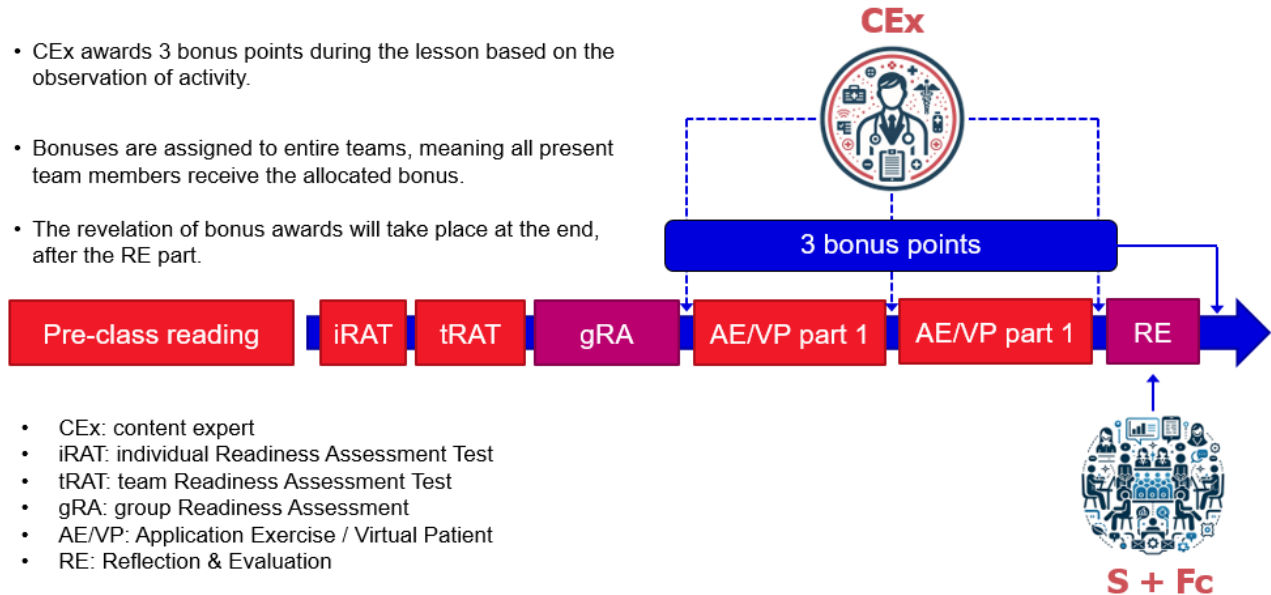 • CEx awards 3 bonus points during the lesson based on the
observation of activity.
• Bonuses are assigned to entire teams, meaning all present
team members receive the allocated bonus.
• The revelation of bonus awards will take place at the end,
after the RE part.
CEx
3 bonus points
Pre-class reading
iRAT
tRAT
gRA
AE/VP part 1
AE/VP part 1
RE
• CEx: content expert
• iRAT: individual Readiness Assessment Test
• tRAT: team Readiness Assessment Test
• gRA: group Readiness Assessment
• AE/VP: Application Exercise / Virtual Patient
• RE: Reflection & Evaluation
S + Fc